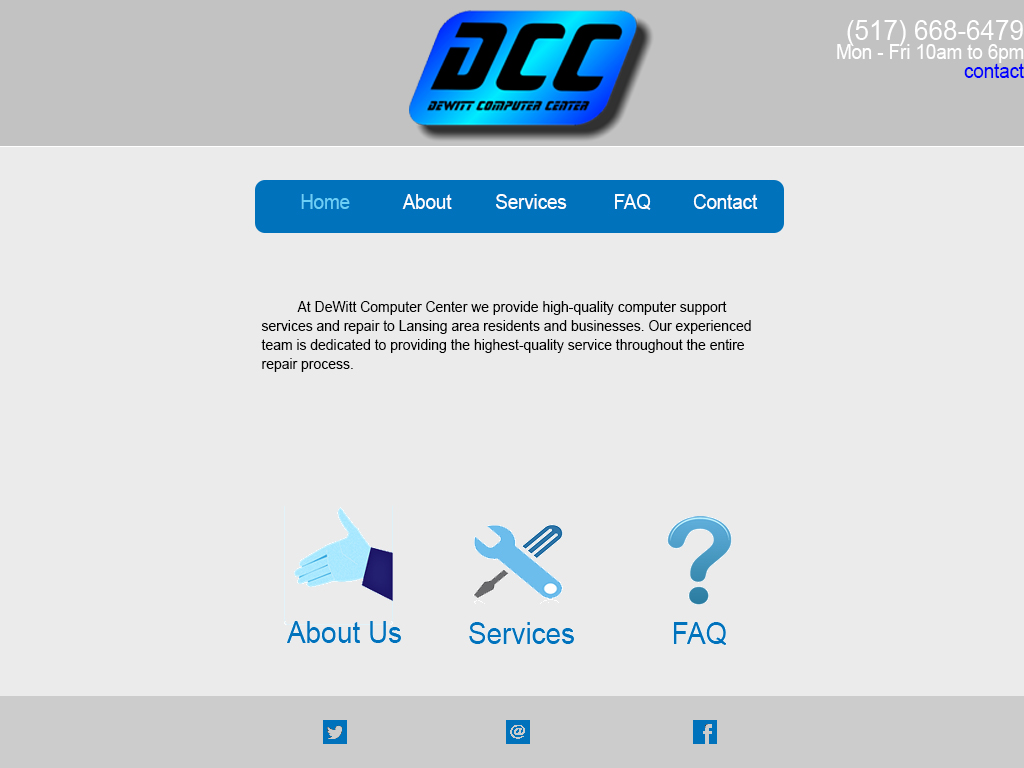 DCC
DEWITT COMPUTER CENTER
(517) 668-6479
Mon - Fri 10am to 6pm
contact
Home About Services FAQ Contact
At DeWitt Computer Center we provide high-quality computer support
services and repair to Lansing area residents and businesses. Our experienced
team is dedicated to providing the highest-quality service throughout the entire
repair process.
About Us Services FAQ